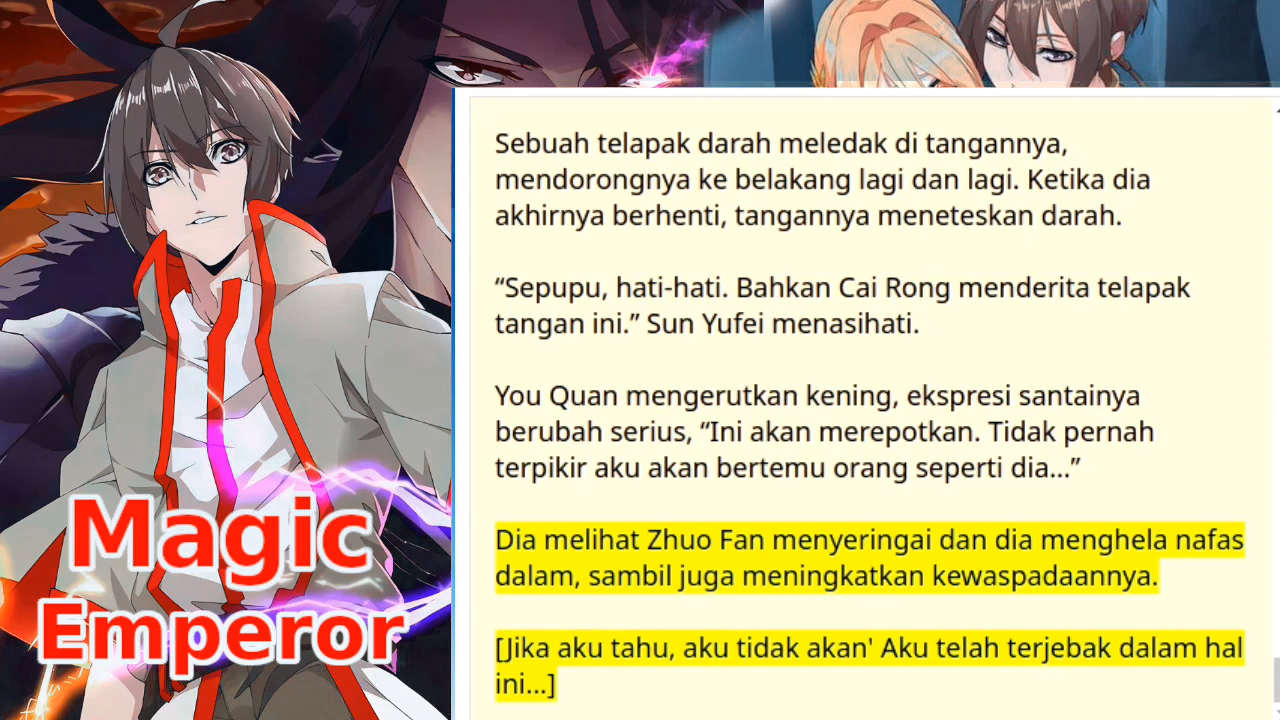 Magic
Emperor
Sebuah telapak darah meledak di tangannya,
mendorongnya ke belakang lagi dan lagi. Ketika dia
akhirnya berhenti, tangannya meneteskan darah.
“Sepupu, hati-hati. Bahkan Cai Rong menderita telapak
tangan ini.” Sun Yufei menasihati.
You Quan mengerutkan kening, ekspresi santainya
berubah serius, “Ini akan merepotkan. Tidak pernah
terpikir aku akan bertemu orang seperti dia...”
Dia melihat Zhuo Fan menyeringai dan dia menghela nafas
dalam, sambil juga meningkatkan kewaspadaannya.
[Jika aku tahu, aku tidak akan' Aku telah terjebak dalam hal
ini...]